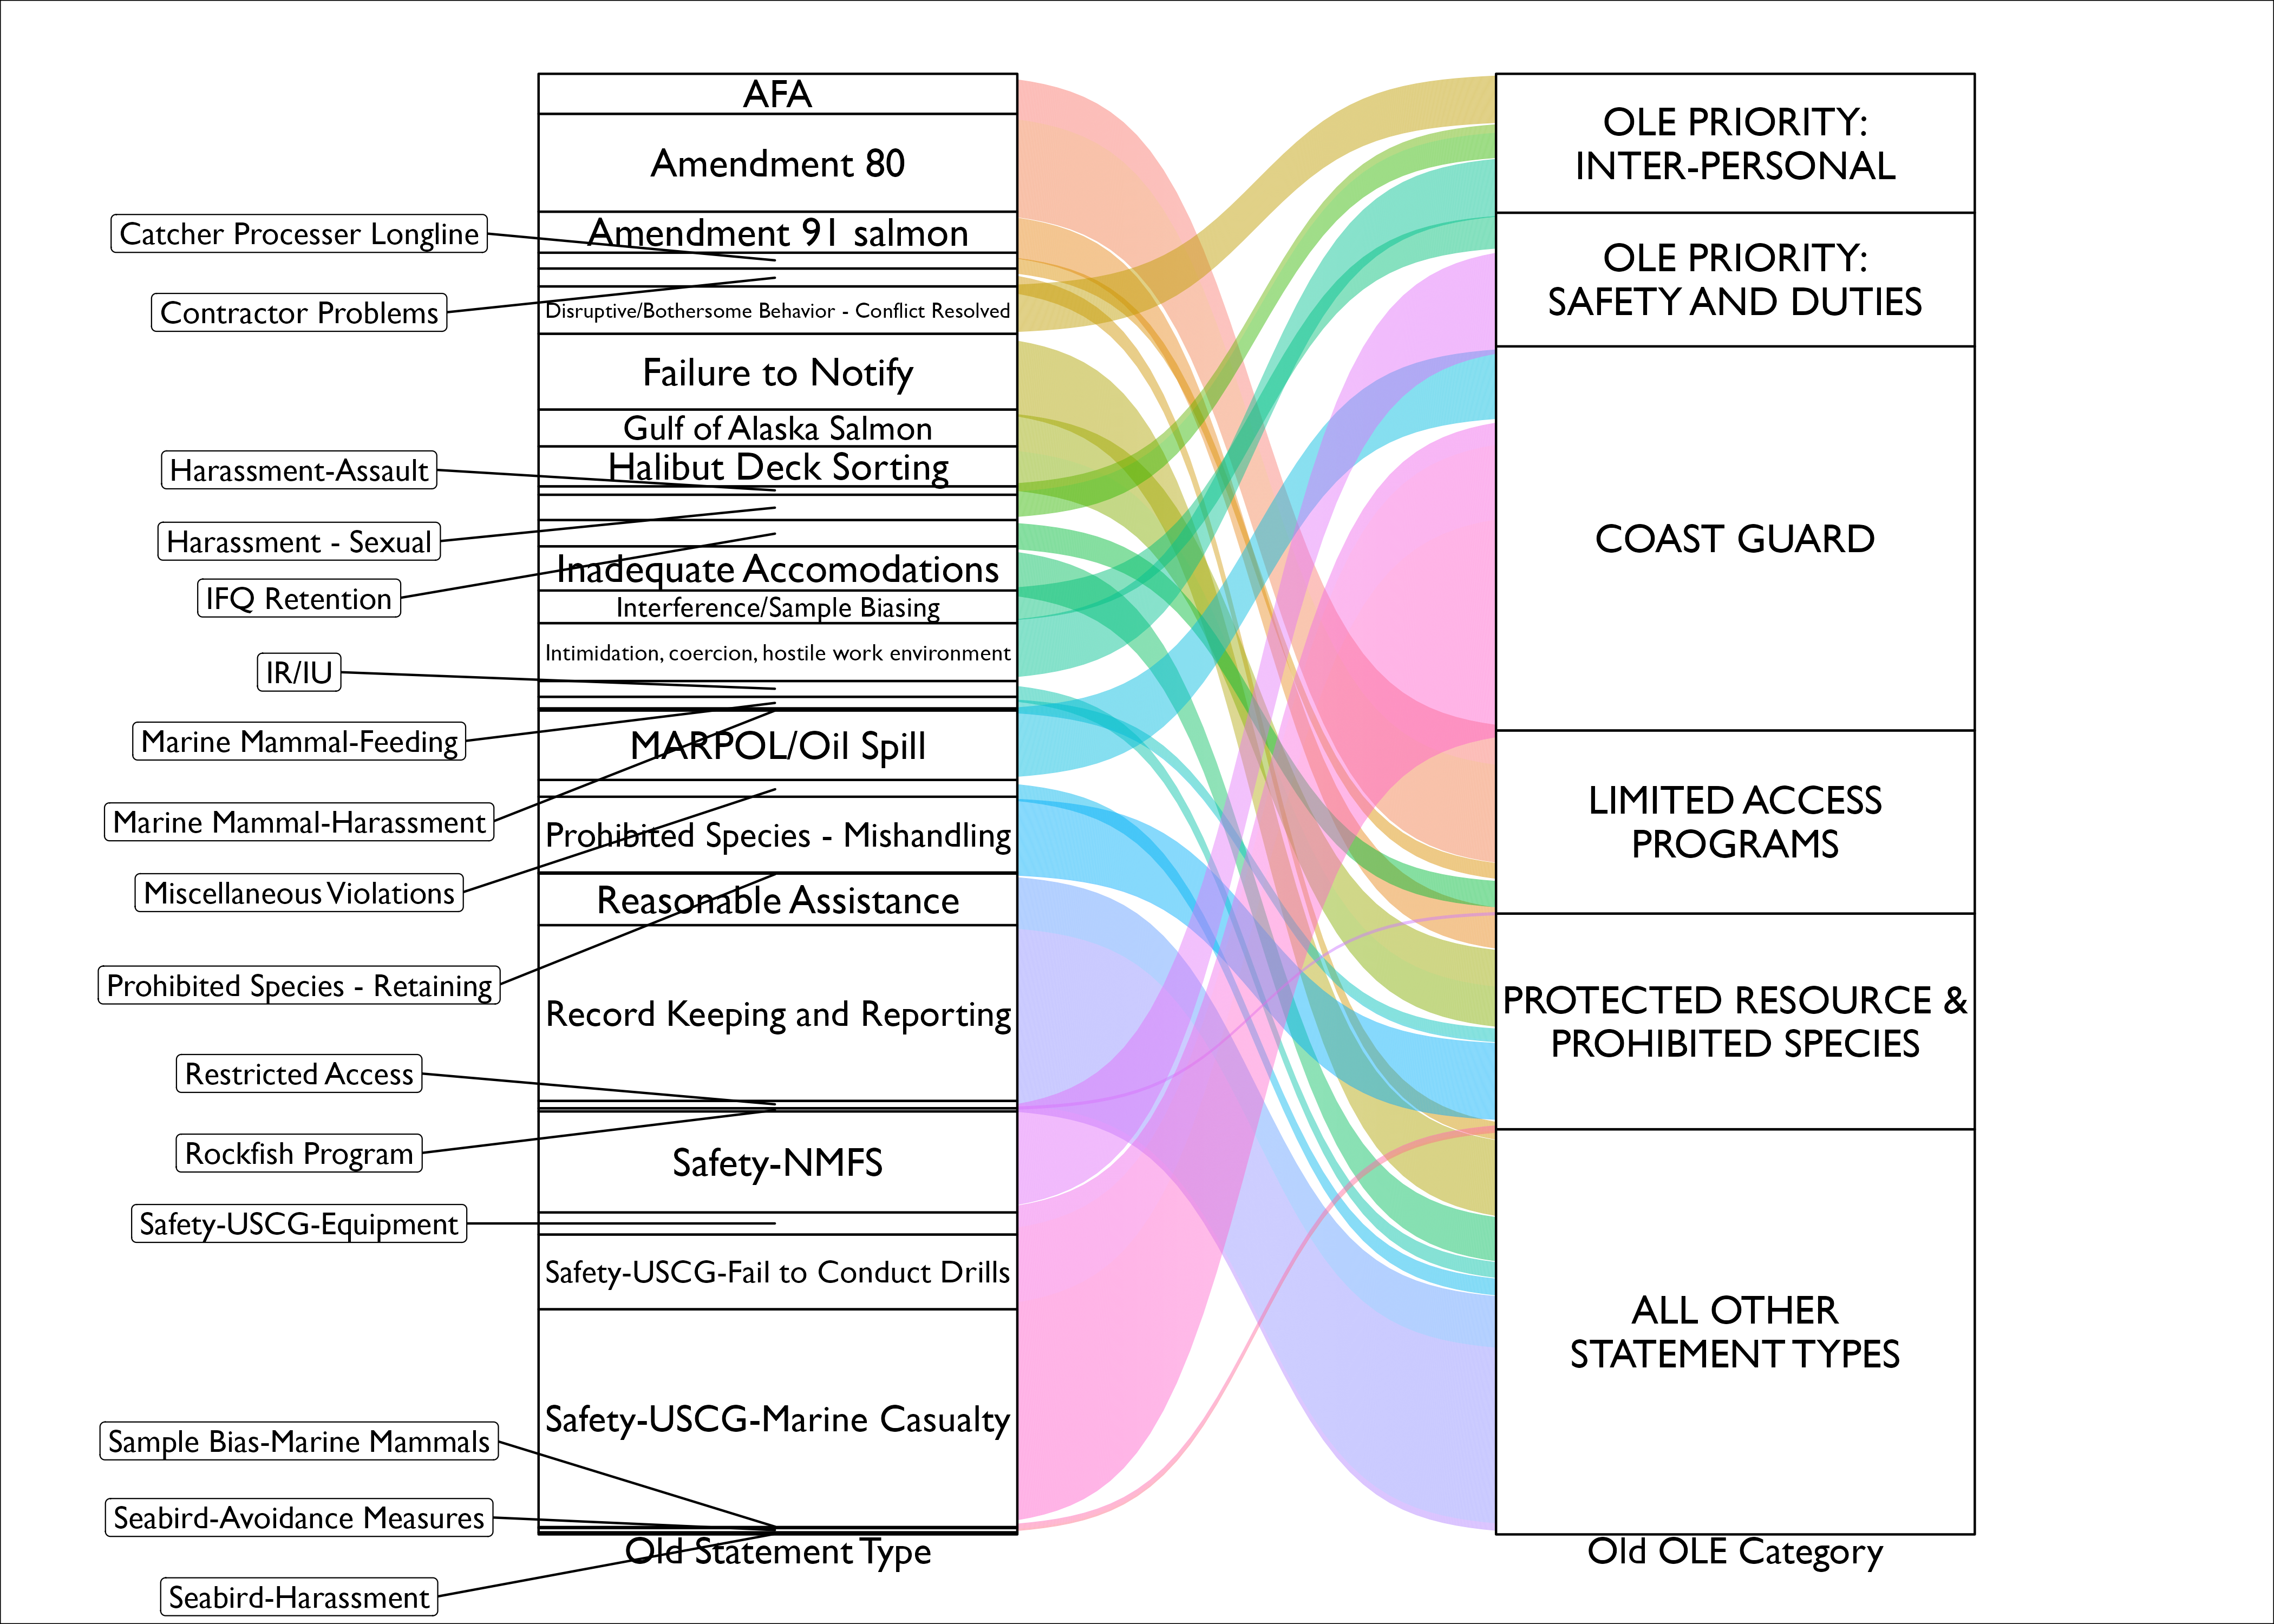 AFA
Amendment 80
Amendment 91 salmon
Disruptive/Bothersome Behavior - Conflict Resolved
Failure to Notify
Gulf of Alaska Salmon
Halibut Deck Sorting
Inadequate Accomodations
Interference/Sample Biasing
Intimidation, coercion, hostile work environment
MARPOL/Oil Spill
Prohibited Species - Mishandling
Reasonable Assistance
Record Keeping and Reporting
Safety-NMFS
Safety-USCG-Fail to Conduct Drills
Safety-USCG-Marine Casualty
Old Statement Type
Catcher Processer Longline
Contractor Problems
Harassment-Assault
Harassment - Sexual
IFQ Retention
IR/IU
Marine Mammal-Feeding
Marine Mammal-Harassment
Miscellaneous Violations
Prohibited Species - Retaining
Restricted Access
Rockfish Program
Safety-USCG-Equipment
Sample Bias-Marine Mammals
Seabird-Avoidance Measures
Seabird-Harassment
OLE PRIORITY:
INTER-PERSONAL
OLE PRIORITY:
SAFETY AND DUTIES
COAST GUARD
LIMITED ACCESS
PROGRAMS
PROTECTED RESOURCE &
PROHIBITED SPECIES
ALL OTHER
STATEMENT TYPES
Old OLE Category